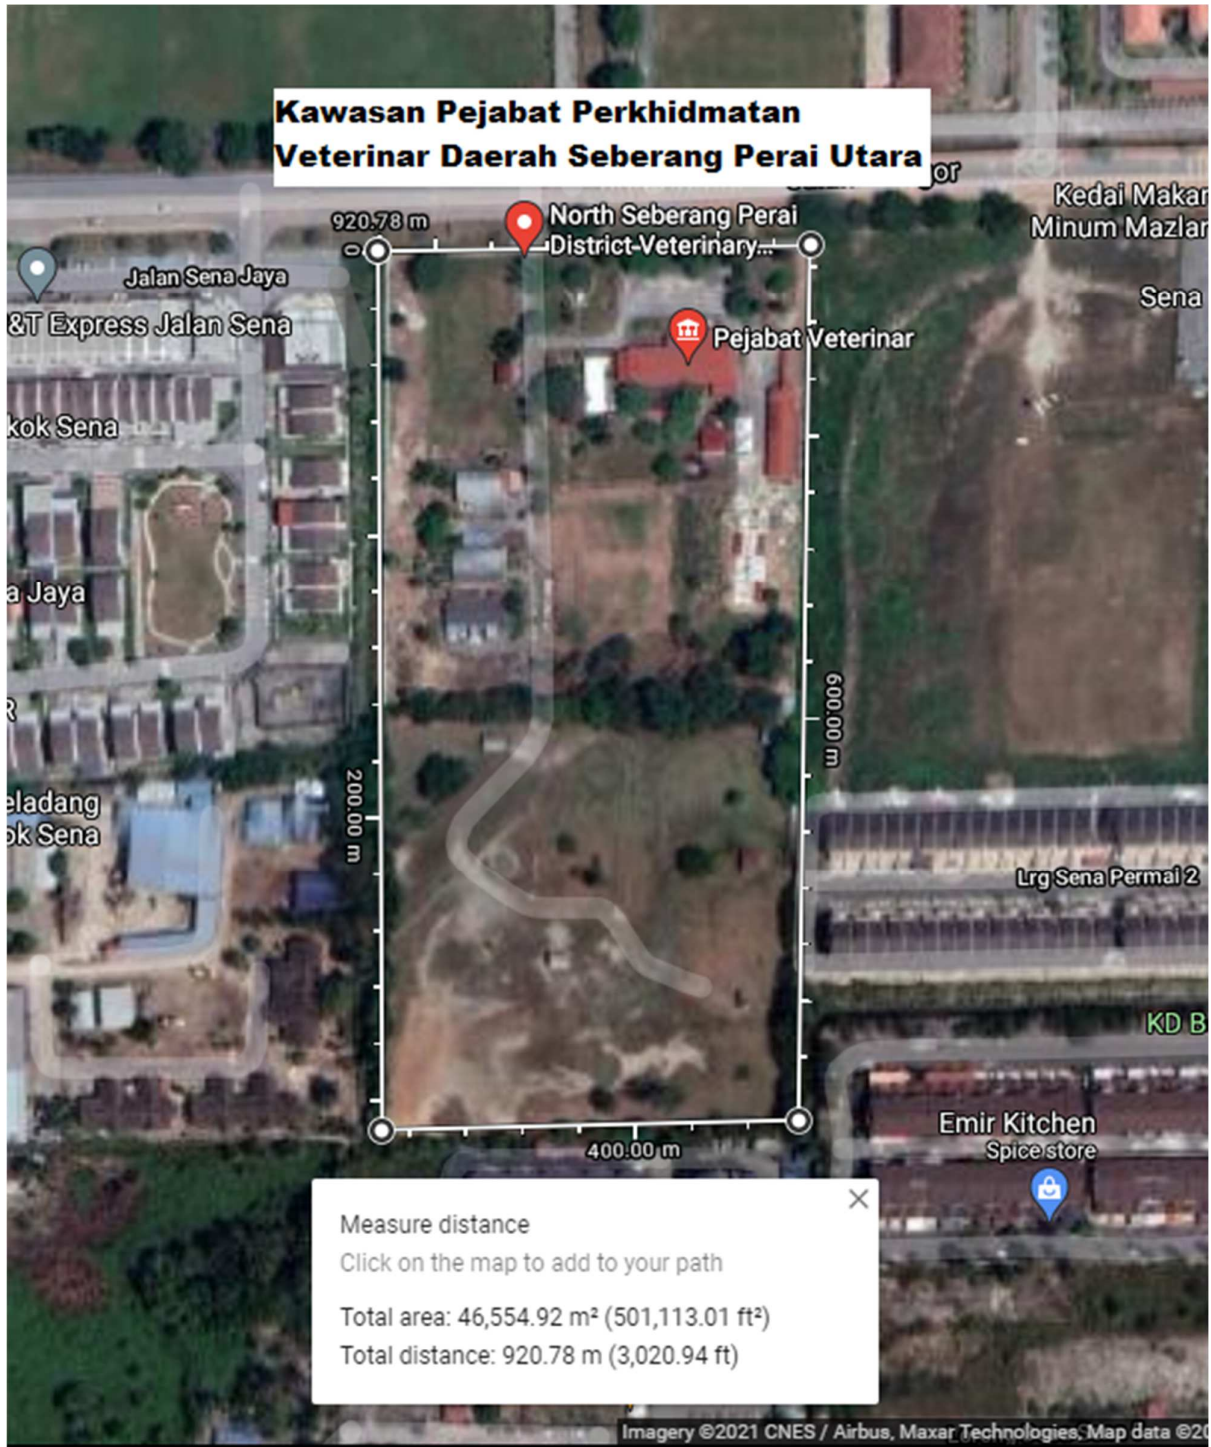 Kawasan Pejabat Perkhidmatan
Veterinar Daerah Seberang Perai Utara
or
Kedai Makan
Minum Mazlan
920.78 m
0
North Seberang Perai
District Veterinary...
Jalan Sena Jaya
Sena
&T Express Jalan Sena
Pejabat Veterinar
kok Sena
a Jaya
R
600.00 m
200.00 m
eladang
ok Sena
Lrg Sena Permai 2
KD B
Emir Kitchen
Spice store
400.00 m
Measure distance
Click on the map to add to your path
Total area: 46,554.92 m² (501,113.01 ft²)
Total distance: 920.78 m (3,020.94 ft)
Imagery ©2021 CNES / Airbus, Maxar Technologies, Map data ©20